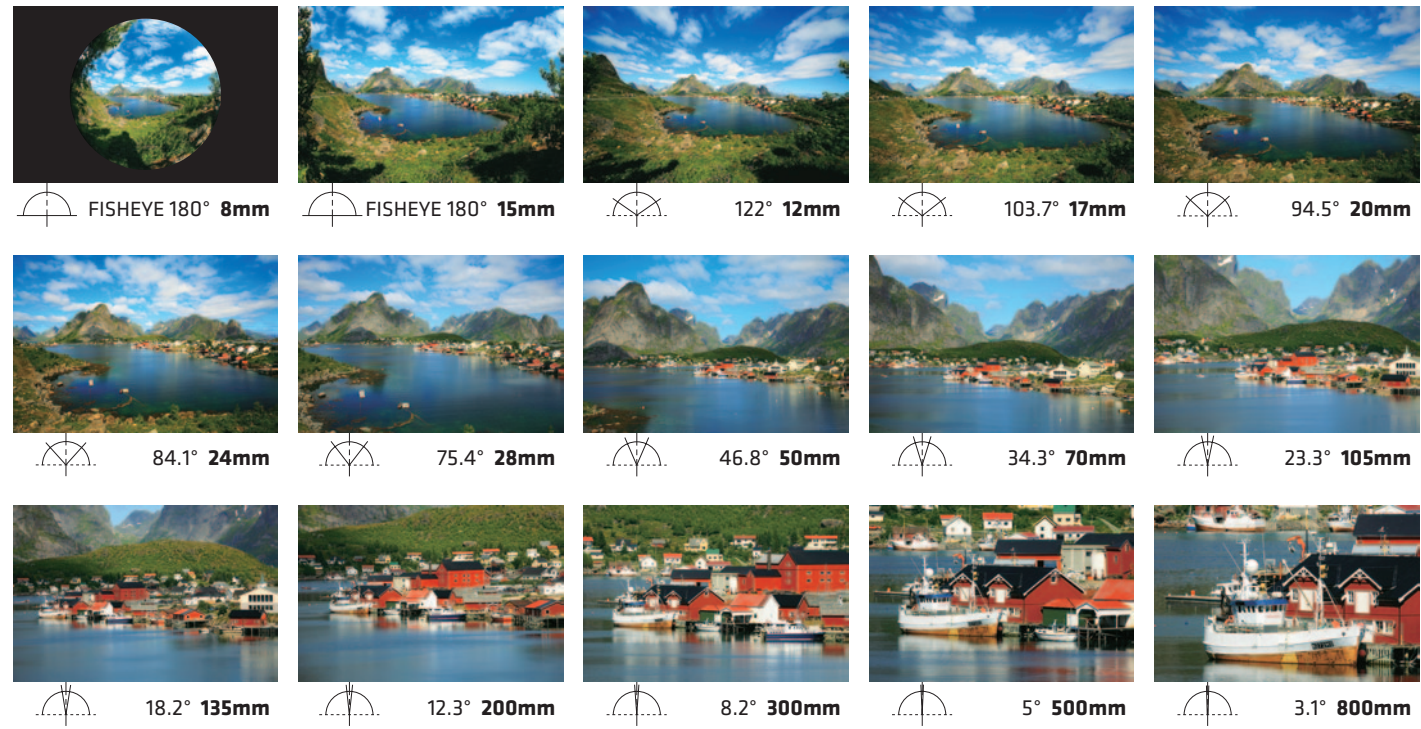 FISHEYE 180° 8mm
FISHEYE 180° 15mm
122° 12mm
103.7° 17mm
94.5° 20mm
84.1° 24mm
75.4° 28mm
46.8° 50mm
34.3° 70mm
23.3° 105mm
18.2° 135mm
12.3° 200mm
8.2° 300mm
5° 500mm
3.1° 800mm